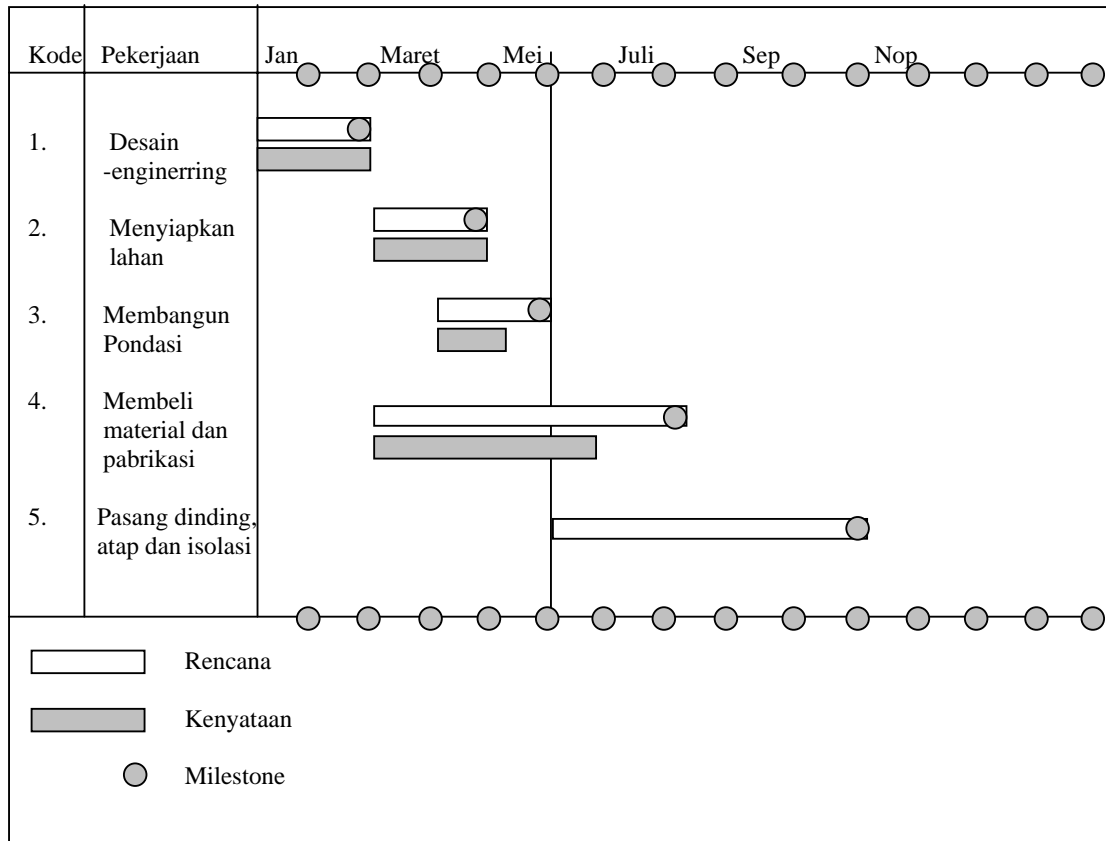 Kode Pekerjaan Jan Maret Mei Juli Sep Nop
1. Desain
-enginerring
2. Menyiapkan
lahan
3. Membangun
Pondasi
4. Membeli
material dan
pabrikasi
5. Pasang dinding,
atap dan isolasi
Rencana
Kenyataan
Milestone